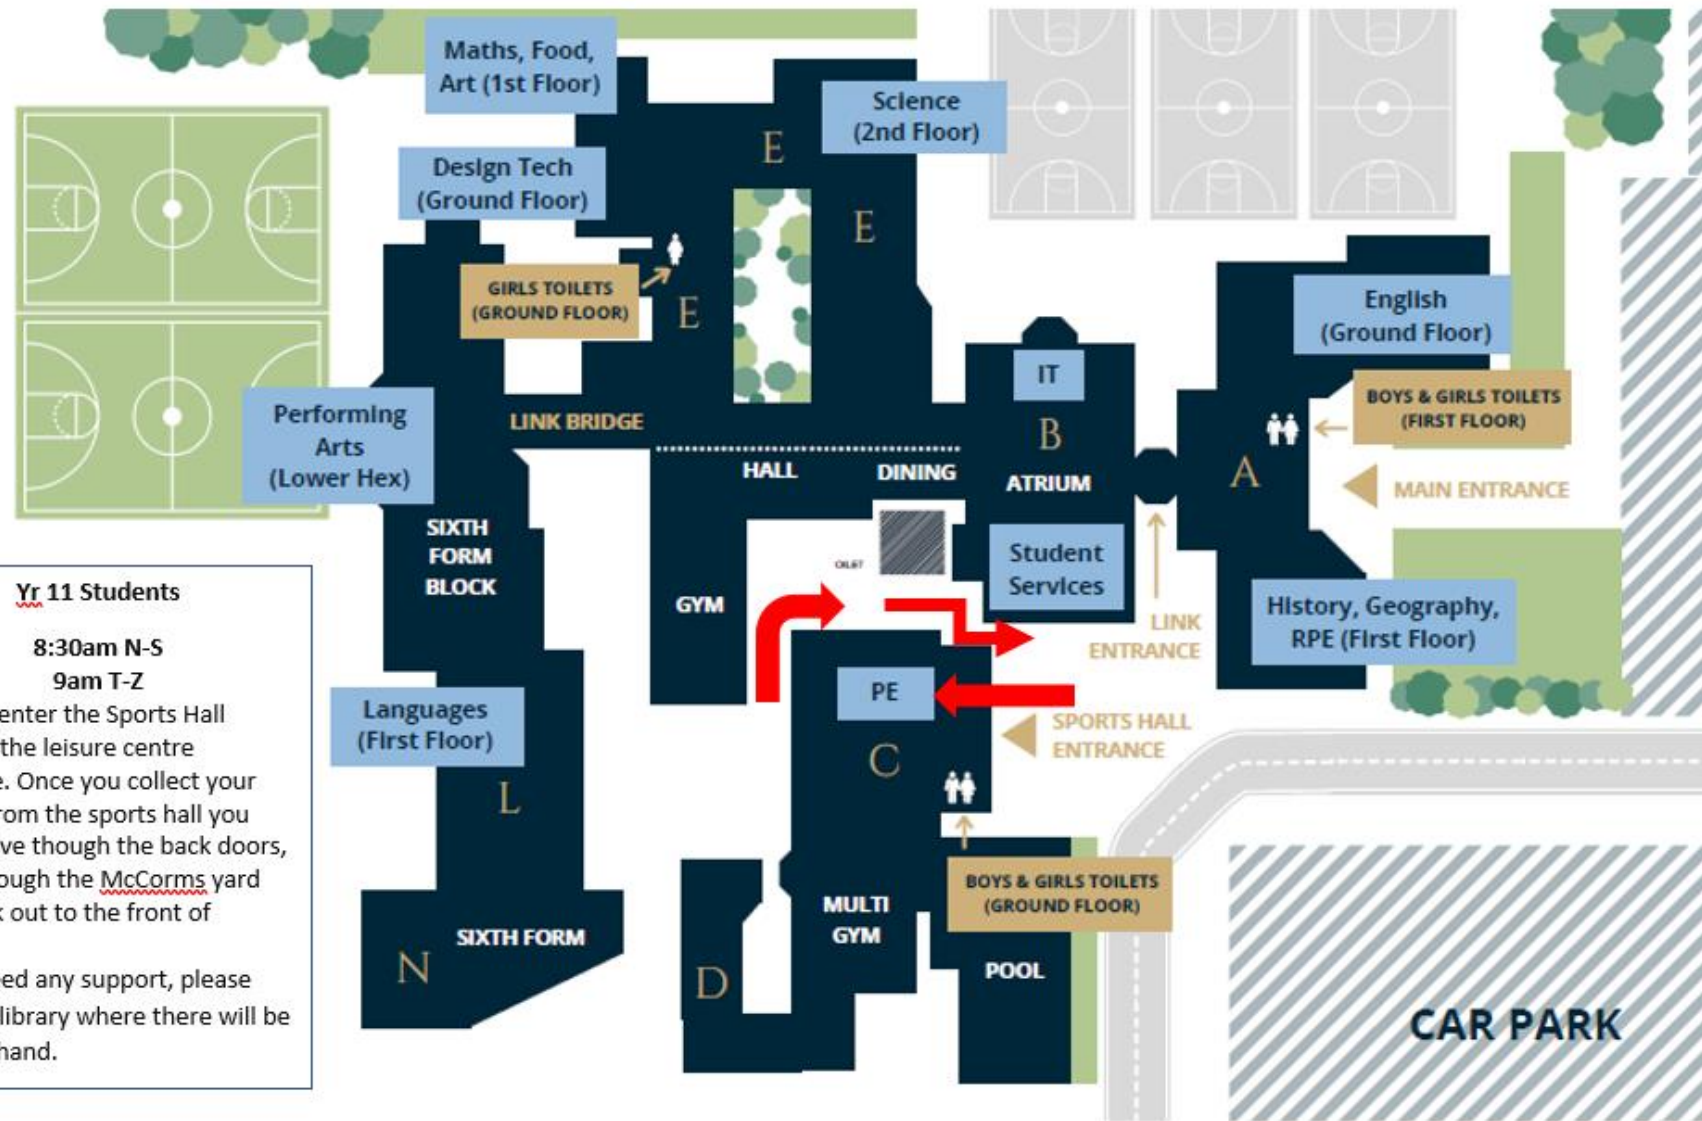 Maths, Food,
Art (1st Floor)
Science
(2nd Floor)
E
Design Tech
(Ground Floor)
E
GIRLS TOILETS
(GROUND FLOOR)
E
English
(Ground Floor)
IT
BOYS & GIRLS TOILETS
(FIRST FLOOR)
Performing
Arts
(Lower Hex)
LINK BRIDGE
B
HALL
DINING
ATRIUM
A
MAIN ENTRANCE
SIXTH
FORM
BLOCK
Student
Services
GYM
LINK
ENTRANCE
History, Geography,
RPE (First Floor)
Yr 11 Students
8:30am N-S
9am T-Z
enter the Sports Hall
the leisure centre
e. Once you collect your
rom the sports hall you
ve though the back doors,
ough the McCorms yard
k out to the front of
ed any support, please
library where there will be
hand.
PE
Languages
(First Floor)
SPORTS HALL
ENTRANCE
C
L
BOYS & GIRLS TOILETS
(GROUND FLOOR)
MULTI
GYM
SIXTH FORM
N
D
POOL
CAR PARK